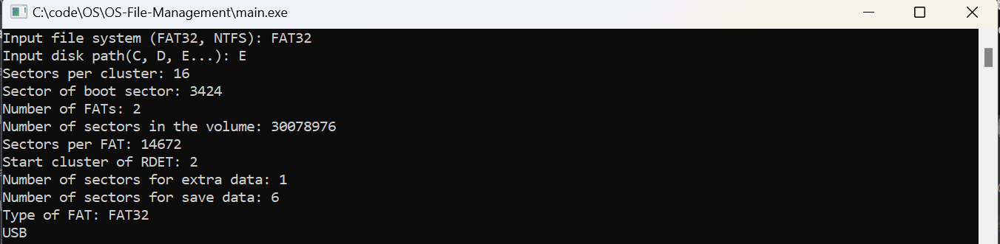 C:\code\OS\OS-File-Management\main.exe
Input file system (FAT32, NTFS): FAT32
Input disk path(C, D, E...): E
Sectors per cluster: 16
Sector of boot sector: 3424
Number of FATs: 2
Number of sectors in the volume: 30078976
Sectors per FAT: 14672
Start cluster of RDET: 2
Number of sectors for extra data: 1
Number of sectors for save data: 6
Type of FAT: FAT32
USB